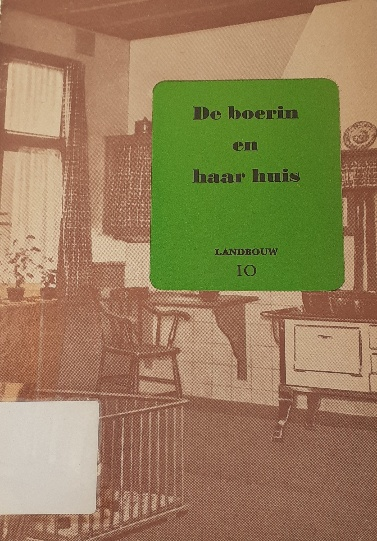 De boerin
en
haar huis
LANDBOUW
10